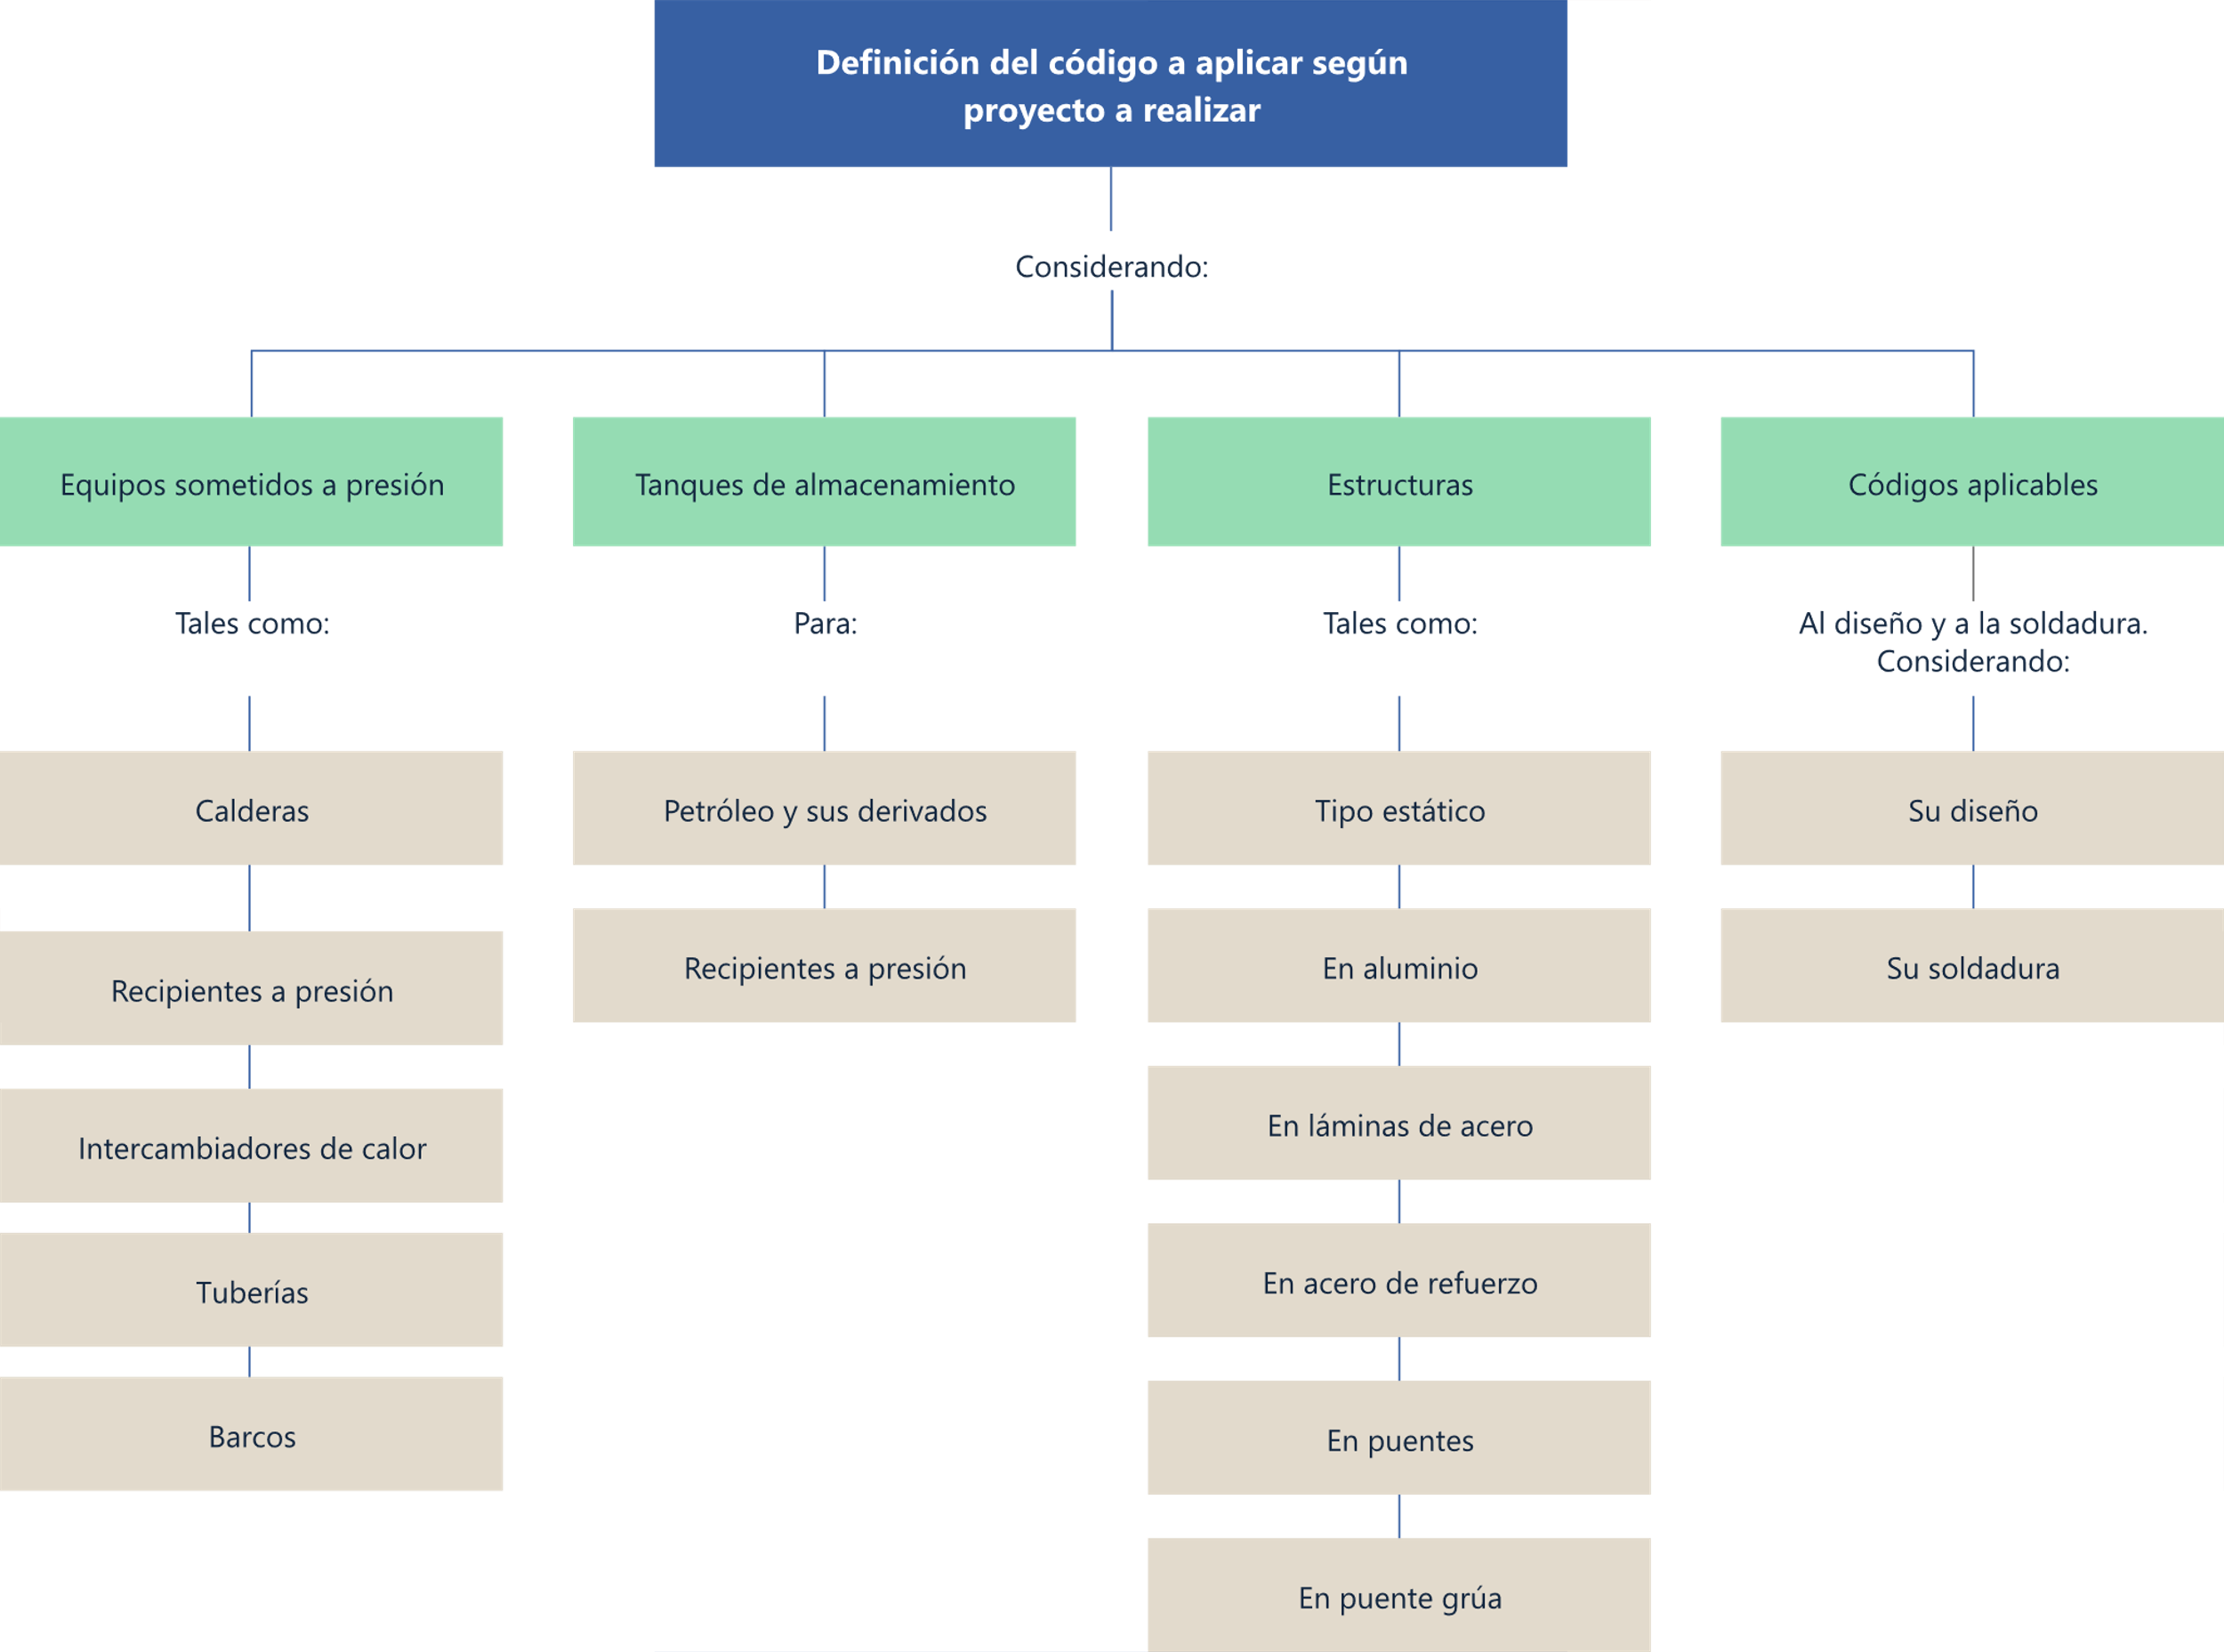 Definición del código a aplicar según
proyecto a realizar
Considerando:
Equipos sometidos a presión
Tales como:
Calderas
Recipientes a presión
Intercambiadores de calor
Tuberías
Barcos
Tanques de almacenamiento
Para:
Petróleo y sus derivados
Recipientes a presión
Estructuras
Tales como:
Tipo estático
En aluminio
En láminas de acero
En acero de refuerzo
En puentes
En puente grúa
Códigos aplicables
Al diseño y a la soldadura.
Considerando:
Su diseño
Su soldadura